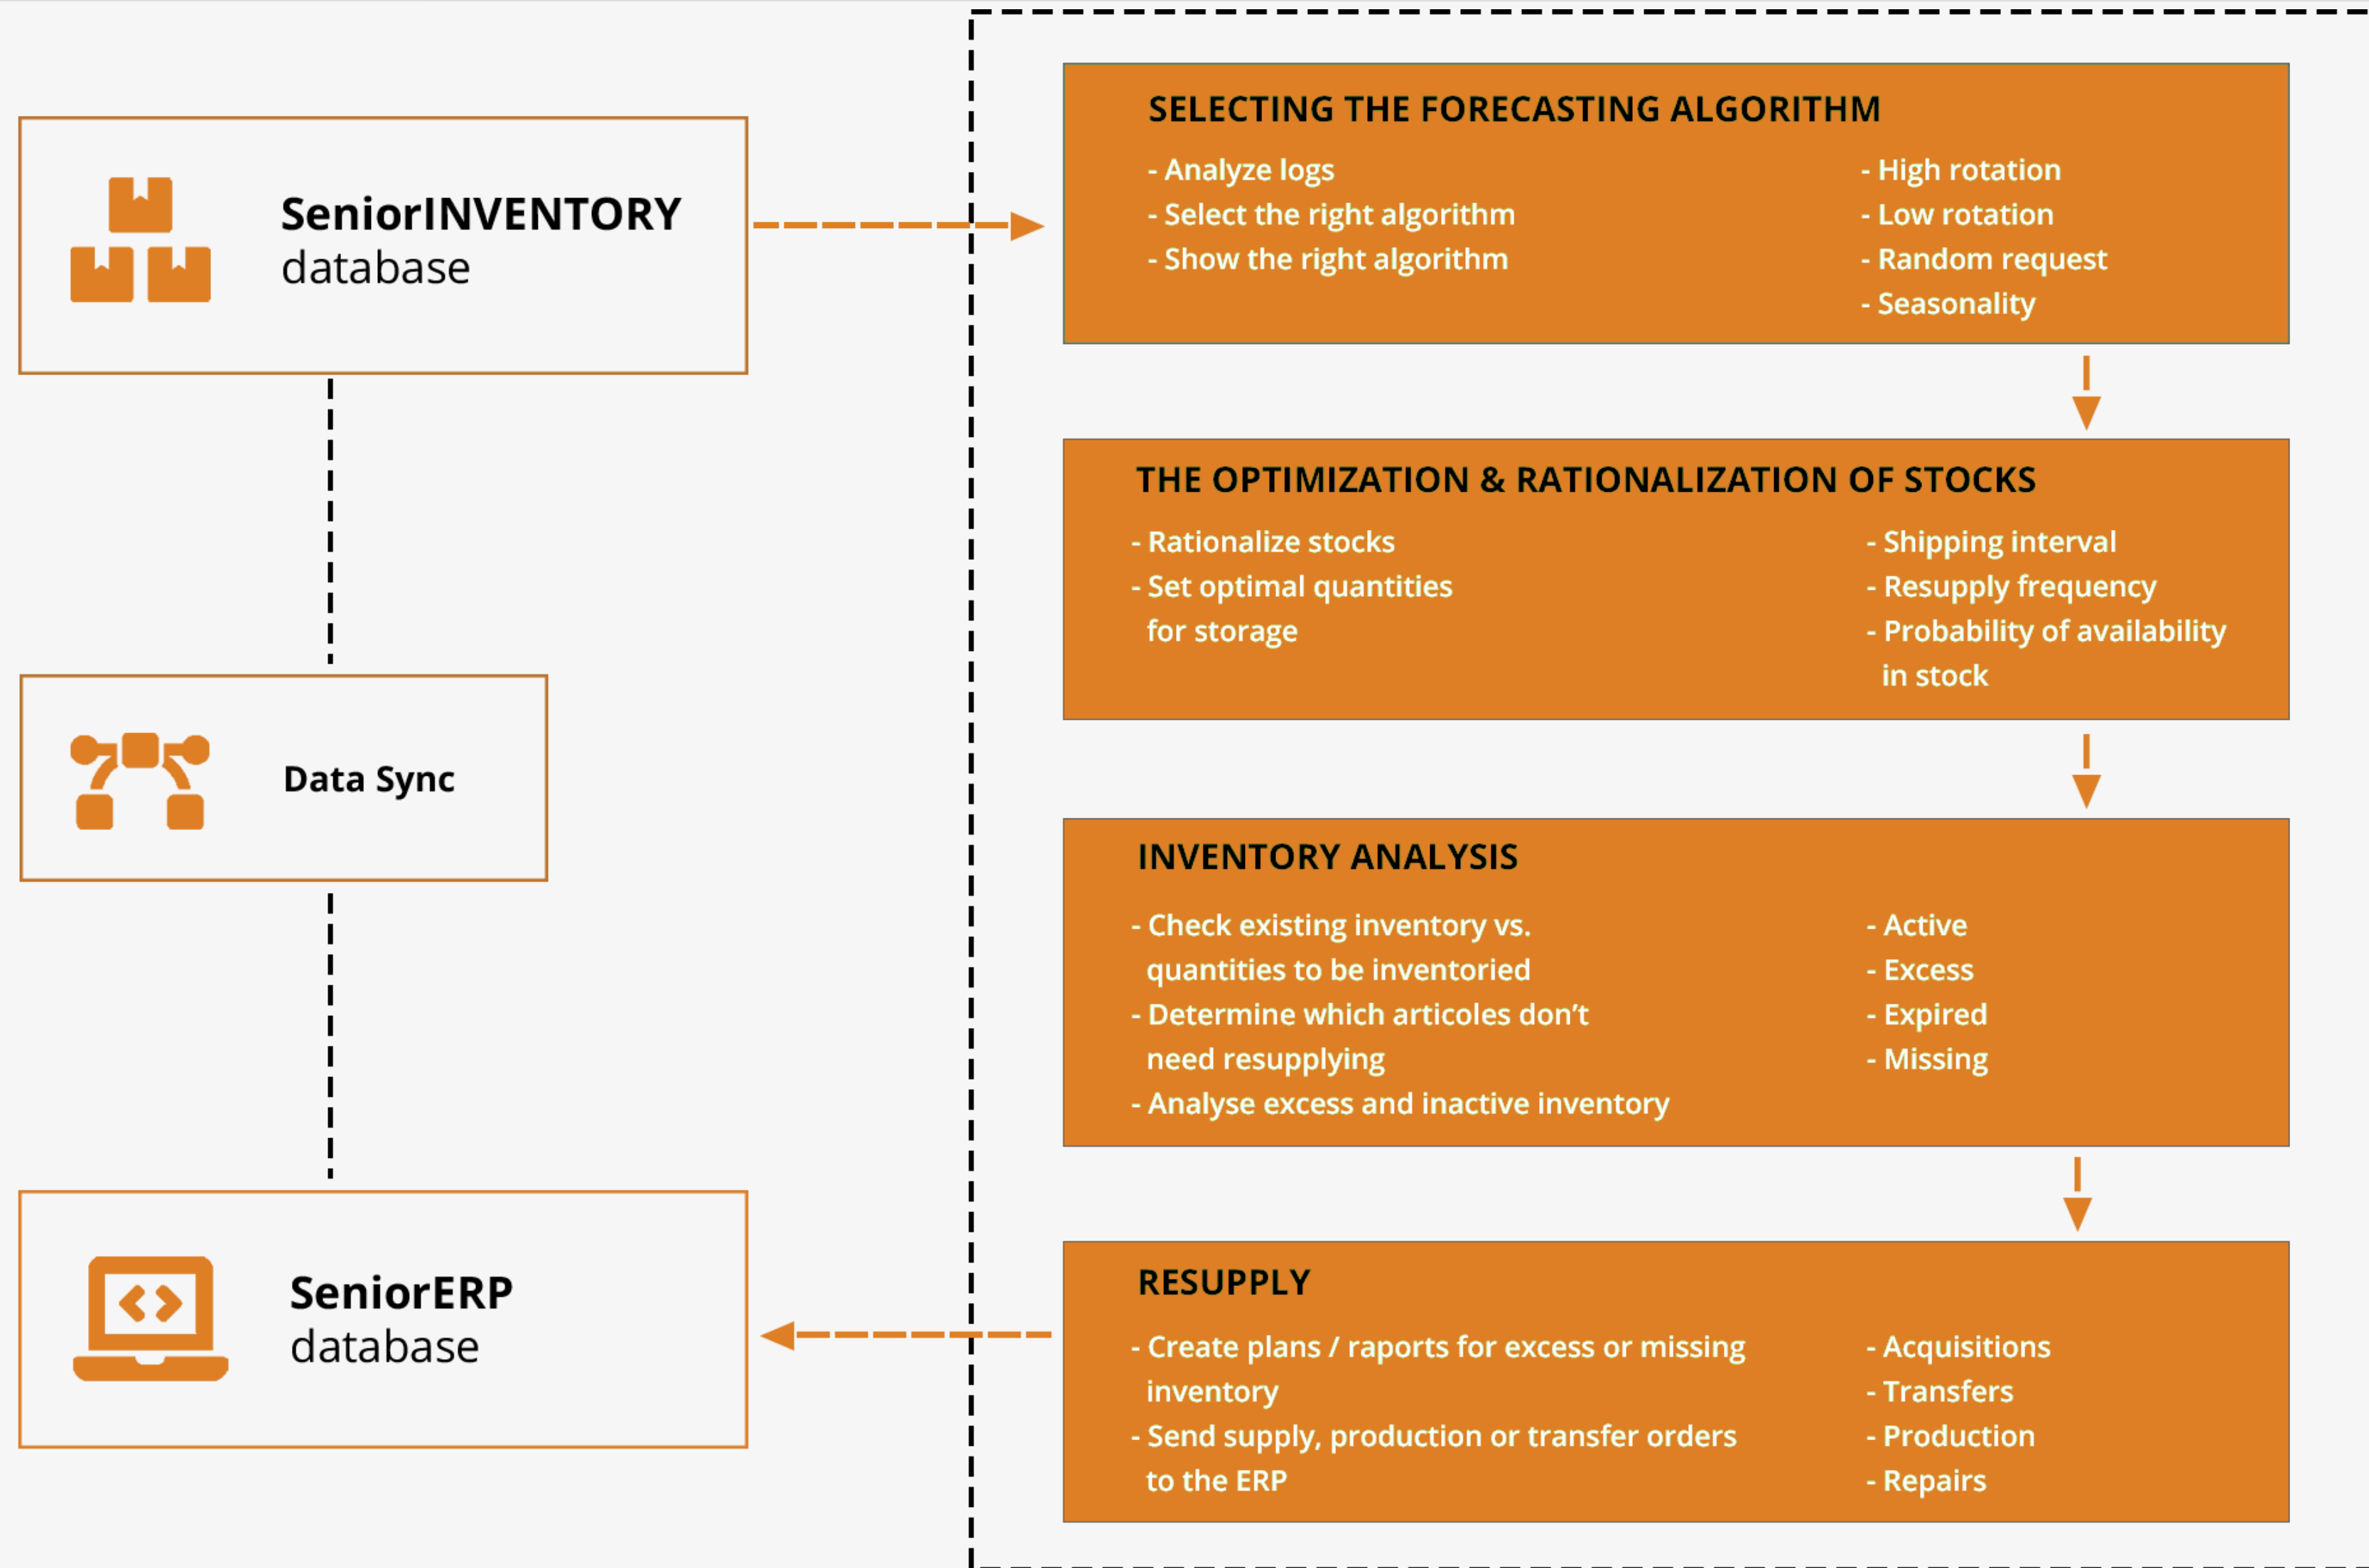 SeniorINVENTORY
database
Data Sync
SeniorERP
database
SELECTING THE FORECASTING ALGORITHM
- Analyze logs
- Select the right algorithm
- Show the right algorithm
- High rotation
- Low rotation
- Random request
- Seasonality
THE OPTIMIZATION & RATIONALIZATION OF STOCKS
- Rationalize stocks
- Set optimal quantities
for storage
- Shipping interval
- Resupply frequency
- Probability of availability
in stock
INVENTORY ANALYSIS
- Check existing inventory vs.
quantities to be inventoried
- Determine which articoles don’t
need resupplying
- Analyse excess and inactive inventory
- Active
- Excess
- Expired
- Missing
RESUPPLY
- Create plans / raports for excess or missing
inventory
- Send supply, production or transfer orders
to the ERP
- Acquisitions
- Transfers
- Production
- Repairs